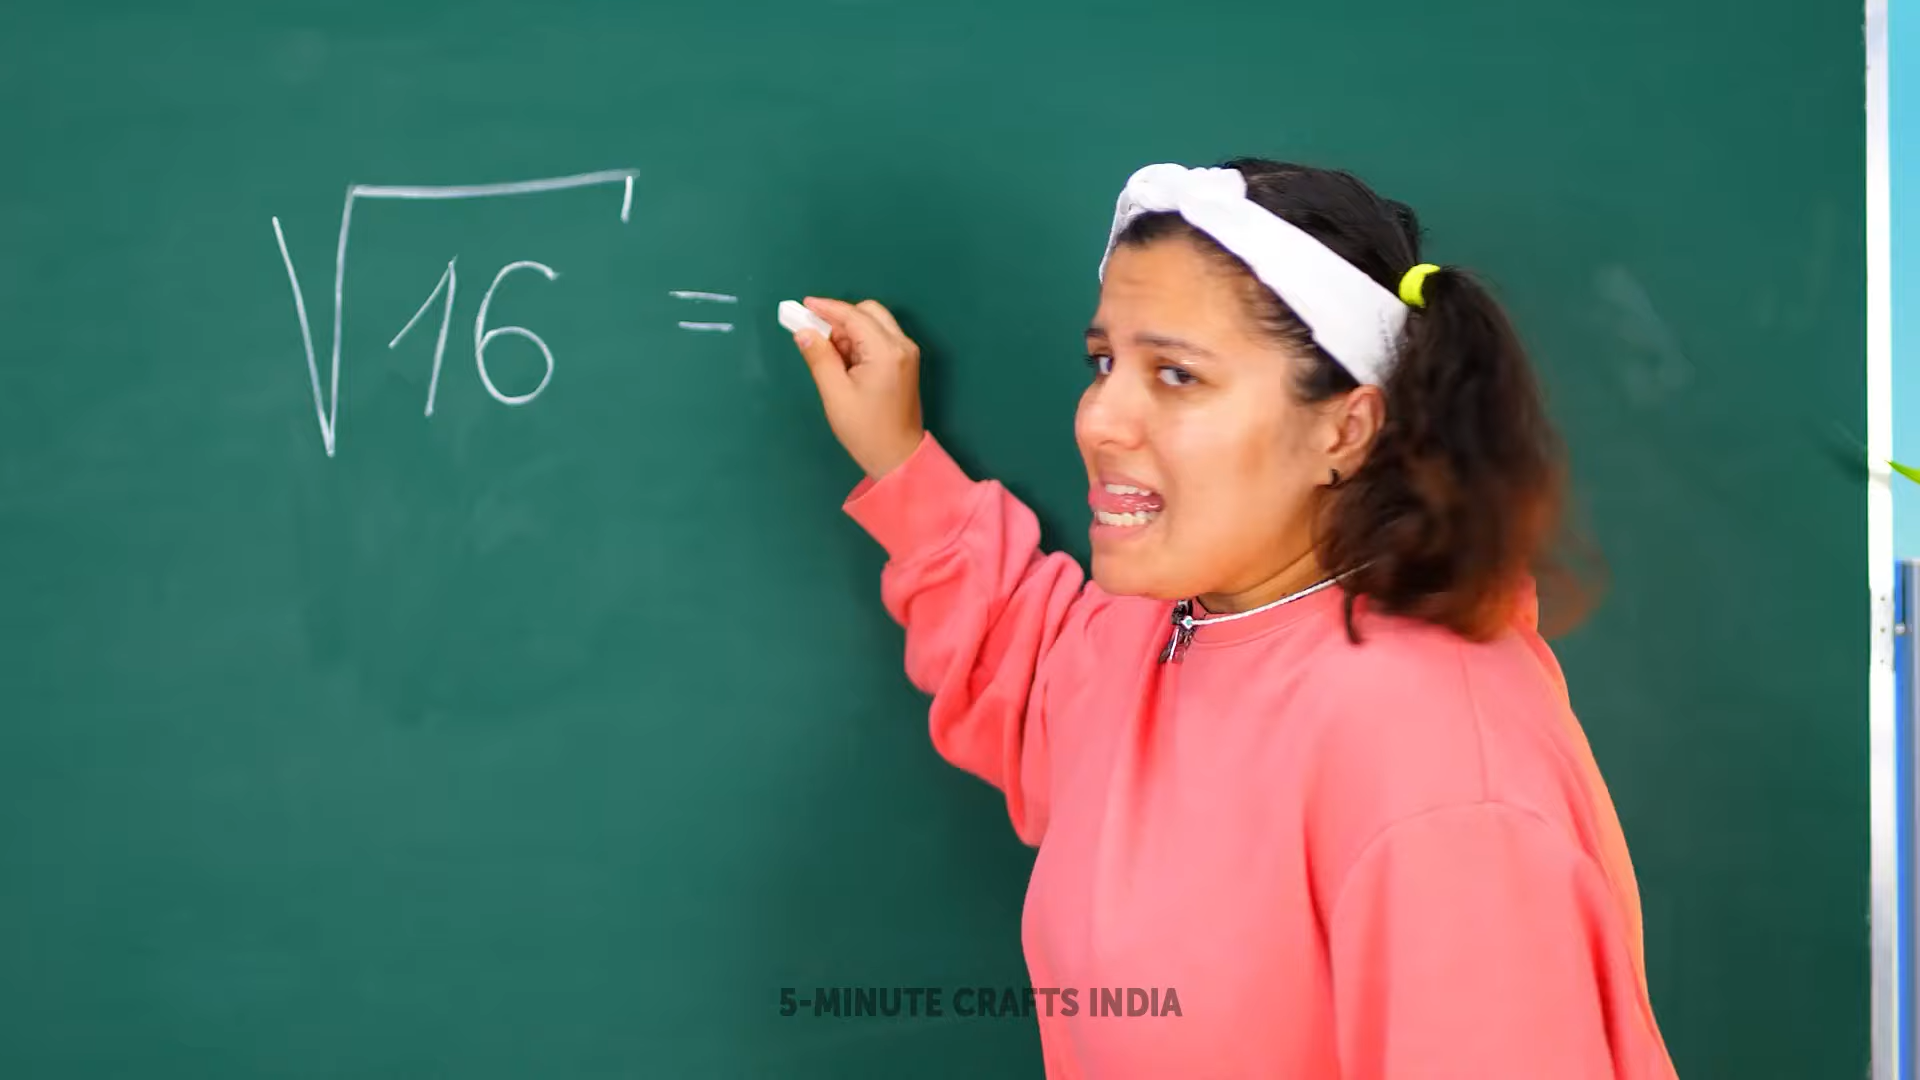 √16 =
5-MINUTE CRAFTS INDIA